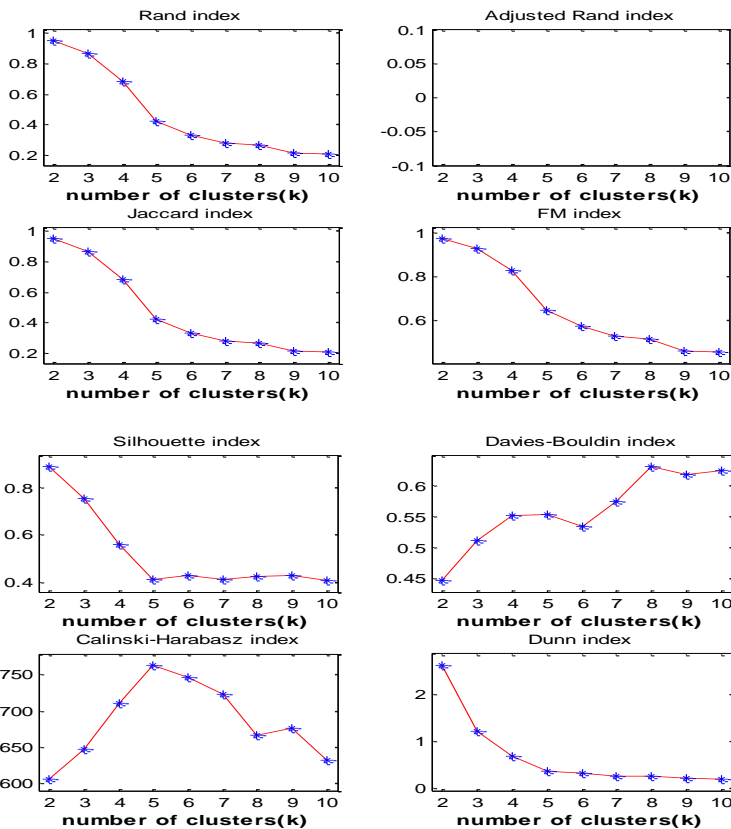 Rand index Adjusted Rand index
1 0.1
0.8 0.05
0.6 0
0.4 -0.05
0.2 -0.1
2 3 4 5 6 7 8 9 10 2 3 4 5 6 7 8 9 10
number of clusters(k) number of clusters(k)
Jaccard index FM index
1 1
0.8 0.8
0.6 0.6
0.4
0.2
2 3 4 5 6 7 8 9 10 2 3 4 5 6 7 8 9 10
number of clusters(k) number of clusters(k)
Silhouette index Davies-Bouldin index
0.8 0.6
0.6 0.55
0.4 0.5
0.45
2 3 4 5 6 7 8 9 10 2 3 4 5 6 7 8 9 10
number of clusters(k) number of clusters(k)
Calinski-Harabasz index Dunn index
750 2
700 1
650 0
600
2 3 4 5 6 7 8 9 10 2 3 4 5 6 7 8 9 10
number of clusters(k) number of clusters(k)